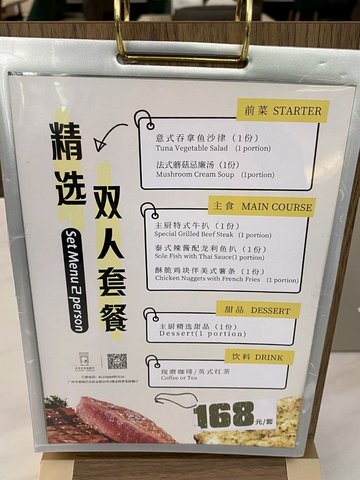 精选
双人套餐
Set Menu 2 person
前菜 STARTER
意式吞拿鱼沙律（1份）
Tuna Vegetable Salad （1 portion）
法式蘑菇忌廉汤（1份）
Mushroom Cream Soup （1 portion）
主食 MAIN COURSE
主厨特式牛扒（1份）
Special Grilled Beef Steak （1 portion）
泰式辣酱配龙利鱼扒（1份）
Sole Fish with Thai Sauce(1 portion)
酥脆鸡块伴美式薯条（1份）
Chicken Nuggets with French Fries （1 portion)
甜品 DESSERT
主厨精选甜品（1份）
Dessert(1 portion)
饮料 DRINK
现磨咖啡/英式红茶
Coffee or Tea
168元/套